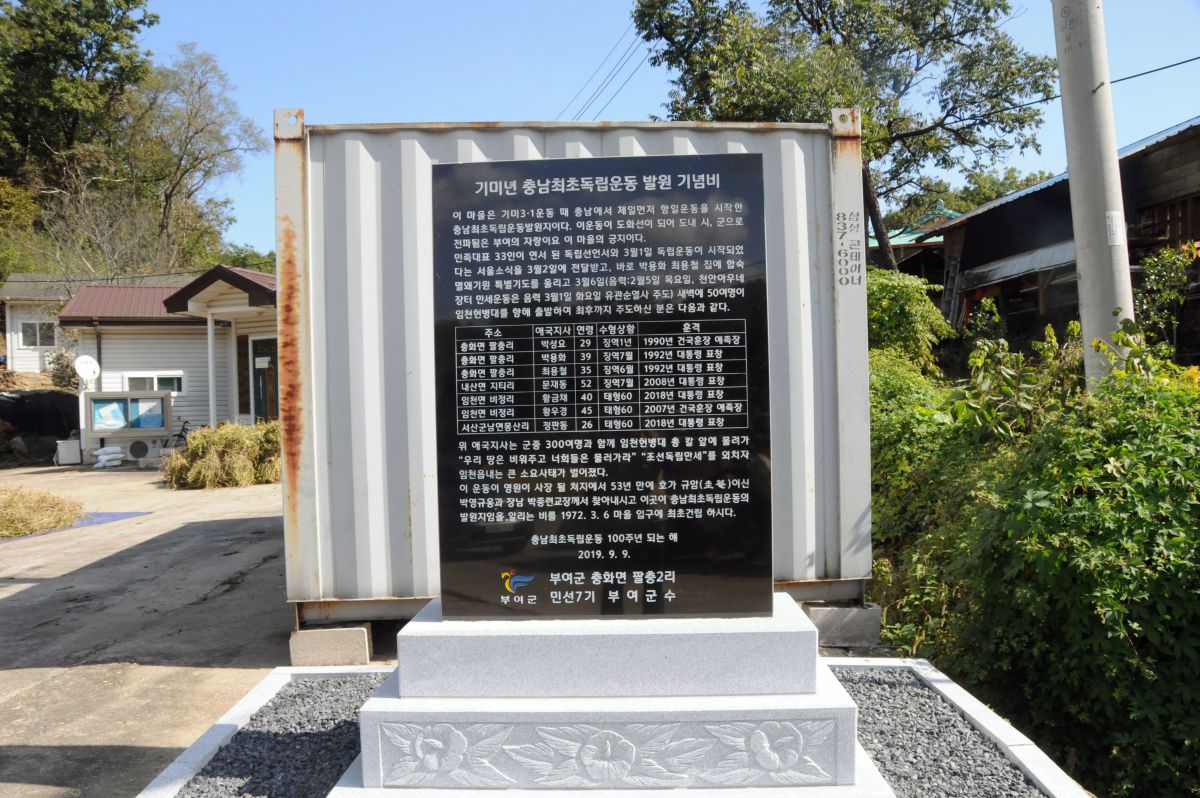 기미년 충남최초독립운동 발원 기념비
이 마을은 기미3·1운동 때 충남에서 제일먼저 항일운동을 시작한
충남최초독립운동발원지이다. 이운동이 도화선이 되어 도내 시, 군으로
전파됨은 부여의 자랑이요 이 마을의 긍지이다.
민족대표 33인이 연서 된 독립선언서와 3월1일 독립운동이 시작되었
다는 서울소식을 3월2일에 전달받고, 바로 박용화 최용철 집에 합숙
멸왜기원 특별기도를 올리고 3월6일(음력:2월5일 목요일, 천안아우네
장터 만세운동은 음력 3월1일 화요일 유관순열사 주도) 새벽에 50여명이
임천헌병대를 향해 출발하여 최후까지 주도하신 분은 다음과 같다.
주소 애국지사 연령 수형상황 훈격
충화면 팔충리 박성요 29 징역1년 1990년 건국훈장 애족장
충화면 팔충리 박용화 39 징역7월 1992년 대통령 표창
충화면 팔충리 최용철 35 징역6월 1992년 대통령 표창
내산면 지티리 문재동 52 징역7월 2008년 대통령 표창
임천면 비정리 황금채 40 태형60 2018년 대통령 표창
임천면 비정리 황우경 45 태형60 2007년 건국훈장 애족장
서산군남면몽산리 정판동 26 태형60 2018년 대통령 표창
위 애국지사는 군중 300여명과 함께 임천헌병대 총 칼 앞에 물러가
"우리 땅은 비워주고 너희들은 물러가라" "조선독립만세"를 외치자
임천읍내는 큰 소요사태가 벌어졌다.
이 운동이 영원이 사장 될 처지에서 53년 만에 호가 규암(圭菴)이신
박영규옹과 장남 박종련교장께서 찾아내시고 이곳이 충남최초독립운동의
발원지임을 알리는 비를 1972. 3. 6 마을 입구에 최초건립 하시다.
충남최초독립운동 100주년 되는 해
2019. 9. 9.
부여군 부여군 충화면 팔충2리
민선7기 부여군수
삼성 콘테이너
837-6000